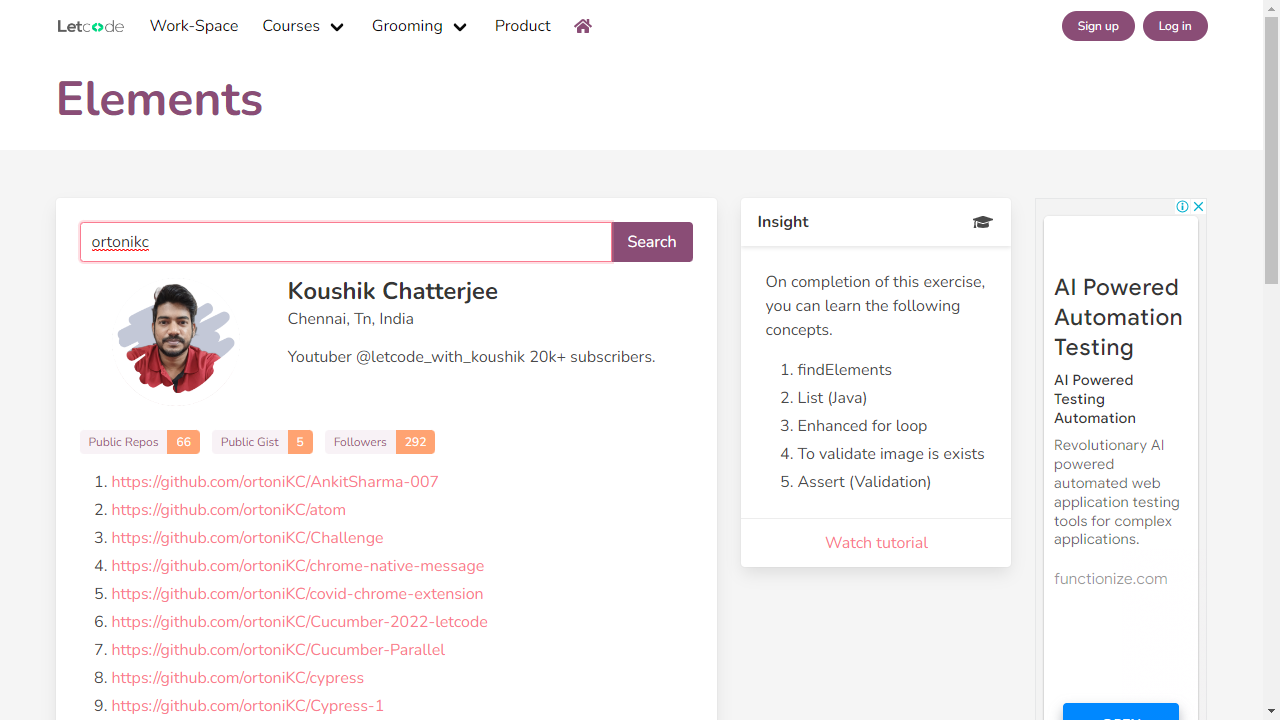 Letcode
Work-Space
Courses
Grooming
Product
Sign up
Log in
Elements
ortonikc
Search
Koushik Chatterjee
Chennai, Tn, India
Youtuber @letcode_with_koushik 20k+ subscribers.
Public Repos 66
Public Gist 5
Followers 292
1. https://github.com/ortoniKC/AnkitSharma-007
2. https://github.com/ortoniKC/atom
3. https://github.com/ortoniKC/Challenge
4. https://github.com/ortoniKC/chrome-native-message
5. https://github.com/ortoniKC/covid-chrome-extension
6. https://github.com/ortoniKC/Cucumber-2022-letcode
7. https://github.com/ortoniKC/Cucumber-Parallel
8. https://github.com/ortoniKC/cypress
9. https://github.com/ortoniKC/Cypress-1
Insight
On completion of this exercise,
you can learn the following
concepts.
1. findElements
2. List (Java)
3. Enhanced for loop
4. To validate image is exists
5. Assert (Validation)
Watch tutorial
AI Powered
Automation
Testing
AI Powered
Testing
Automation
Revolutionary AI
powered
automated web
application testing
tools for complex
applications.
functionize.com